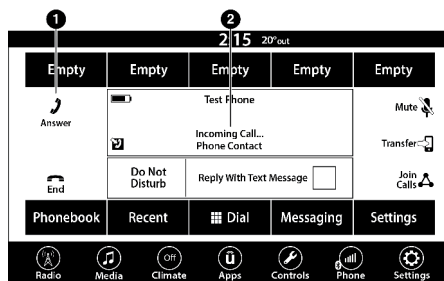 1 2
2 15 20°out
Empty Empty Empty Empty Empty
Test Phone
Answer Mute
Incoming Call...
Phone Contact
Transfer
End Do Not Disturb Reply With Text Message Join Calls
Phonebook Recent Dial Messaging Settings
Off ü
Radio Media Climate Apps Controls Phone Settings